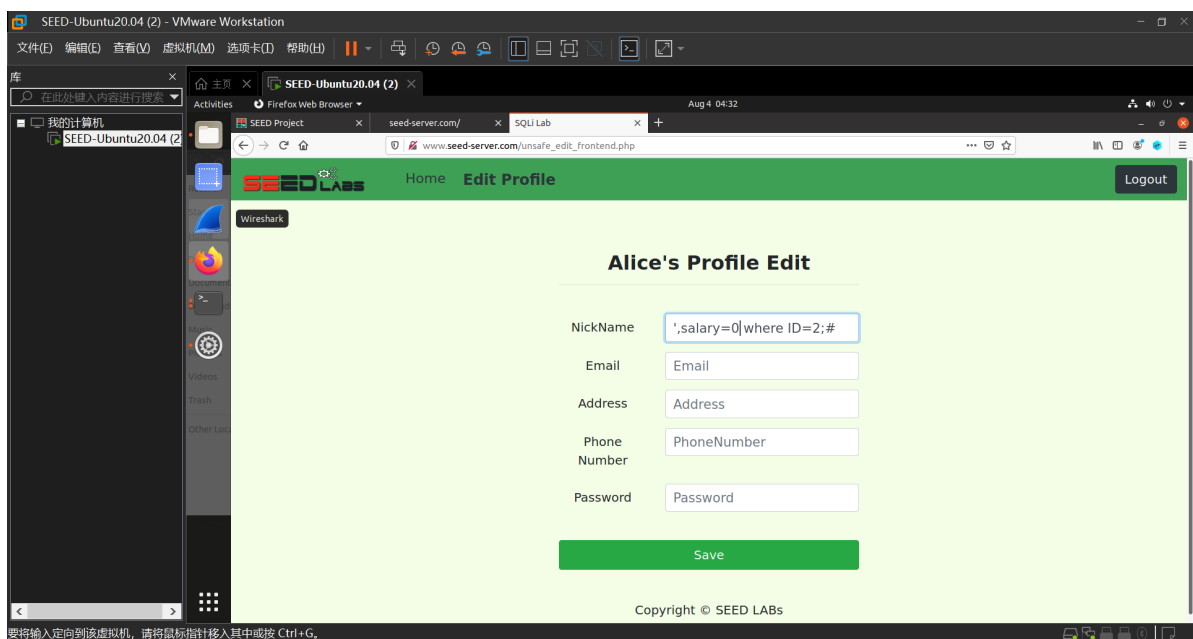 SEED-Ubuntu20.04 (2) - VMware Workstation
文件(F) 编辑(E) 查看(V) 虚拟机(M) 选项卡(T) 帮助(H)
库
在此处键入内容进行搜索
我的计算机
SEED-Ubuntu20.04 (2
主页
SEED-Ubuntu20.04 (2)
Activities
Firefox Web Browser
Aug 4 04:32
SEED Project
seed-server.com/
SQLi Lab
www.seed-server.com/unsafe_edit_frontend.php
SEEDLABS
Home
Edit Profile
Logout
Wireshark
Alice's Profile Edit
NickName
',salary=0 where ID=2;#
Email
Email
Address
Address
Phone
Number
PhoneNumber
Password
Password
Save
Videos
Trash
Copyright © SEED LABs
要将输入定向到该虚拟机，请将鼠标指针移入其中或按 Ctrl+G。